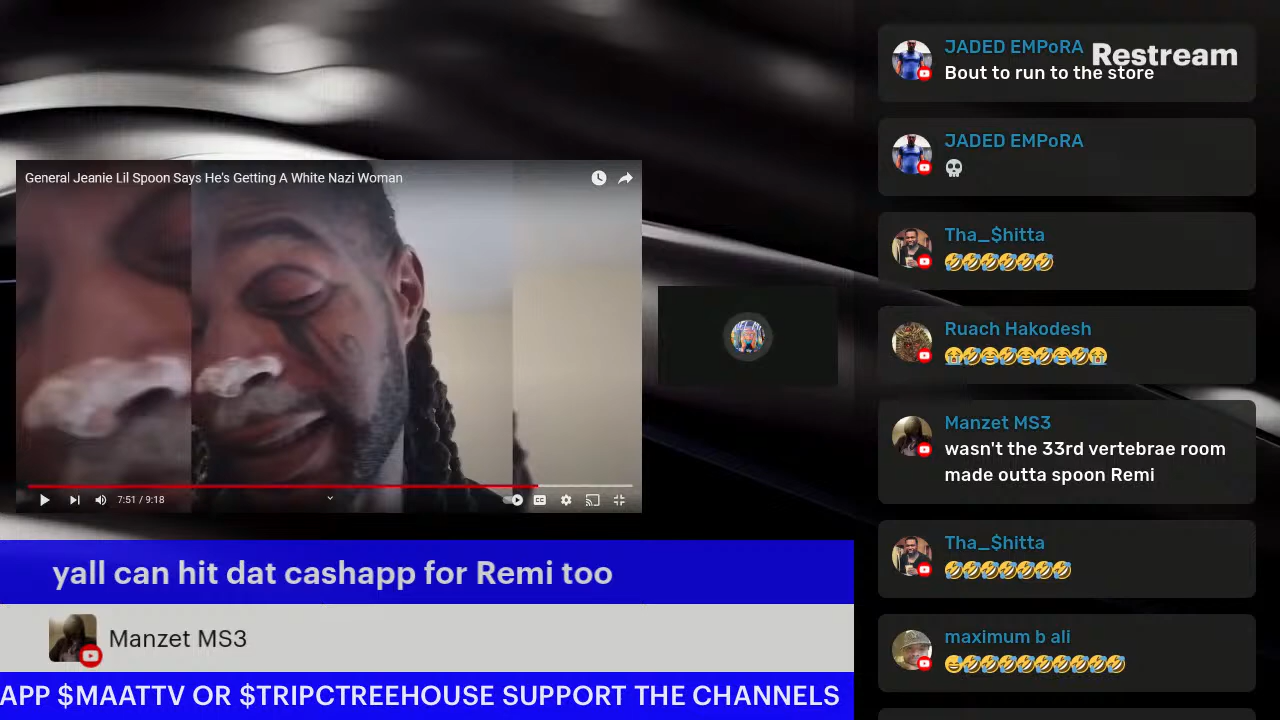 JADED EMPoRA
Restream
Bout to run to the store
JADED EMPoRA
💀
General Jeanie Lil Spoon Says He's Getting A White Nazi Woman
Tha_$hitta
🤣🤣🤣🤣🤣🤣
Ruach Hakodesh
😭🤣😂🤣😂🤣😂🤣😭
Manzet MS3
wasn't the 33rd vertebrae room
made outta spoon Remi
7:51 / 9:18
CC
Tha_$hitta
🤣🤣🤣🤣🤣🤣🤣
yall can hit dat cashapp for Remi too
Manzet MS3
maximum b ali
😅🤣🤣🤣🤣🤣🤣🤣🤣🤣
APP $MAATTV OR $TRIPCTREEHOUSE SUPPORT THE CHANNELS